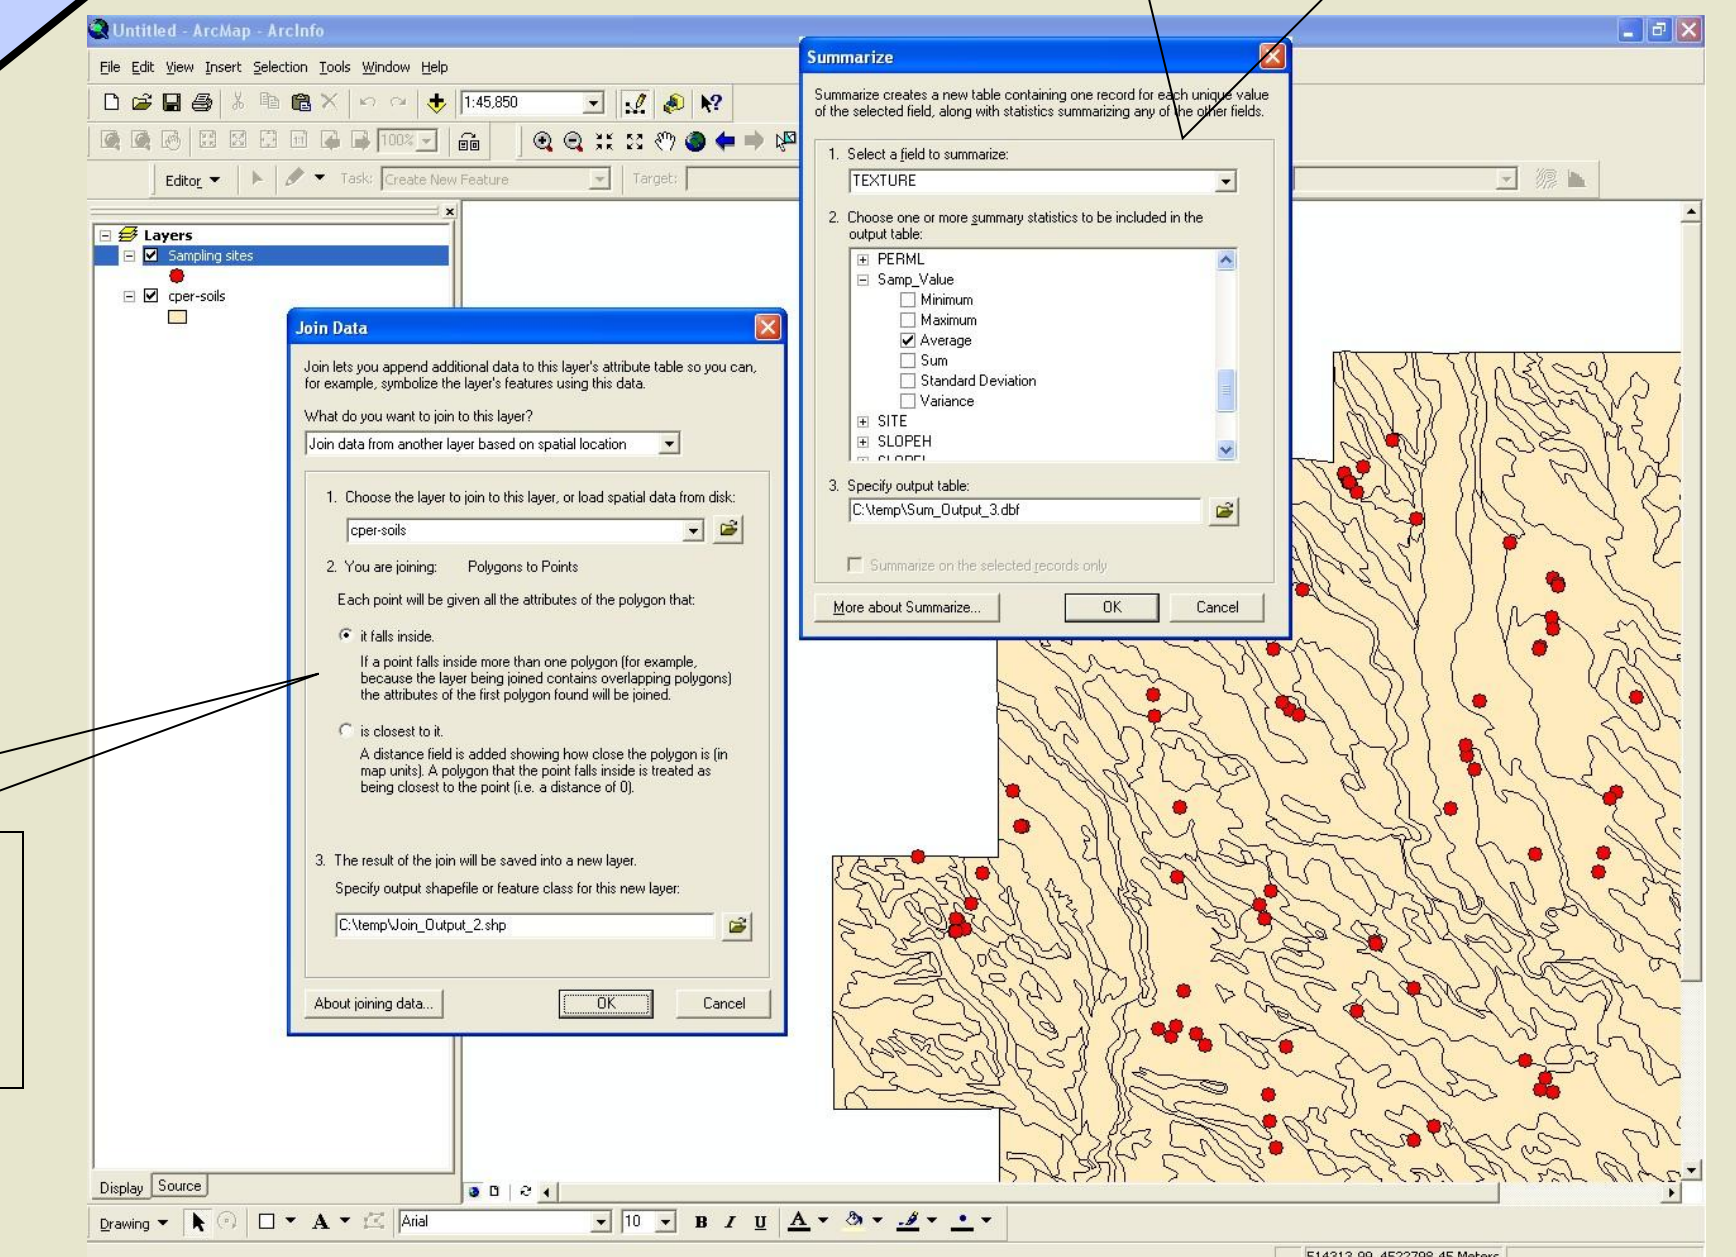 Untitled - ArcMap - ArcInfo
File Edit View Insert Selection Tools Window Help
1:45,850
100%
Editor
Task: Create New Feature
Target:
Layers
Sampling sites
cper-soils
Join Data
Join lets you append additional data to this layer's attribute table so you can,
for example, symbolize the layer's features using this data.
What do you want to join to this layer?
Join data from another layer based on spatial location
1. Choose the layer to join to this layer, or load spatial data from disk:
cper-soils
2. You are joining: Polygons to Points
Each point will be given all the attributes of the polygon that:
it falls inside.
If a point falls inside more than one polygon (for example,
because the layer being joined contains overlapping polygons)
the attributes of the first polygon found will be joined.
is closest to it.
A distance field is added showing how close the polygon is (in
map units). A polygon that the point falls inside is treated as
being closest to the point (i.e. a distance of 0).
3. The result of the join will be saved into a new layer.
Specify output shapefile or feature class for this new layer:
C:\temp\Join_Output_2.shp
About joining data... OK Cancel
Summarize
Summarize creates a new table containing one record for each unique value
of the selected field, along with statistics summarizing any of the other fields.
1. Select a field to summarize:
TEXTURE
2. Choose one or more summary statistics to be included in the
output table:
PERML
Samp_Value
Minimum
Maximum
Average
Sum
Standard Deviation
Variance
SITE
SLOPEH
3. Specify output table:
C:\temp\Sum_Output_3.dbf
Summarize on the selected records only
More about Summarize... OK Cancel
Display Source
Drawing A Arial 10 B I U A